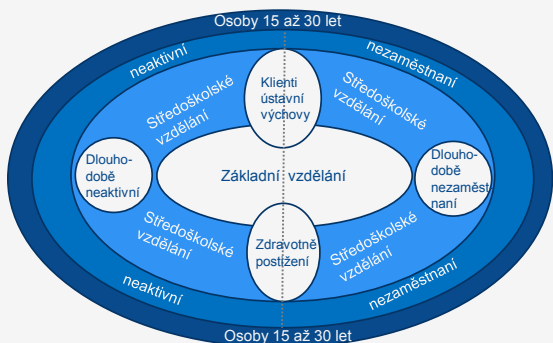 Osoby 15 až 30 let
neaktivní
nezaměstnaní
Středoškolské
vzdělání
Klienti
ústavní
výchovy
Středoškolské
vzdělání
Dlouho-
době
neaktivní
Základní vzdělání
Dlouho-
době
nezaměst
naní
Středoškolské
vzdělání
Zdravotně
postižení
Středoškolské
vzdělání
neaktivní
nezaměstnaní
Osoby 15 až 30 let